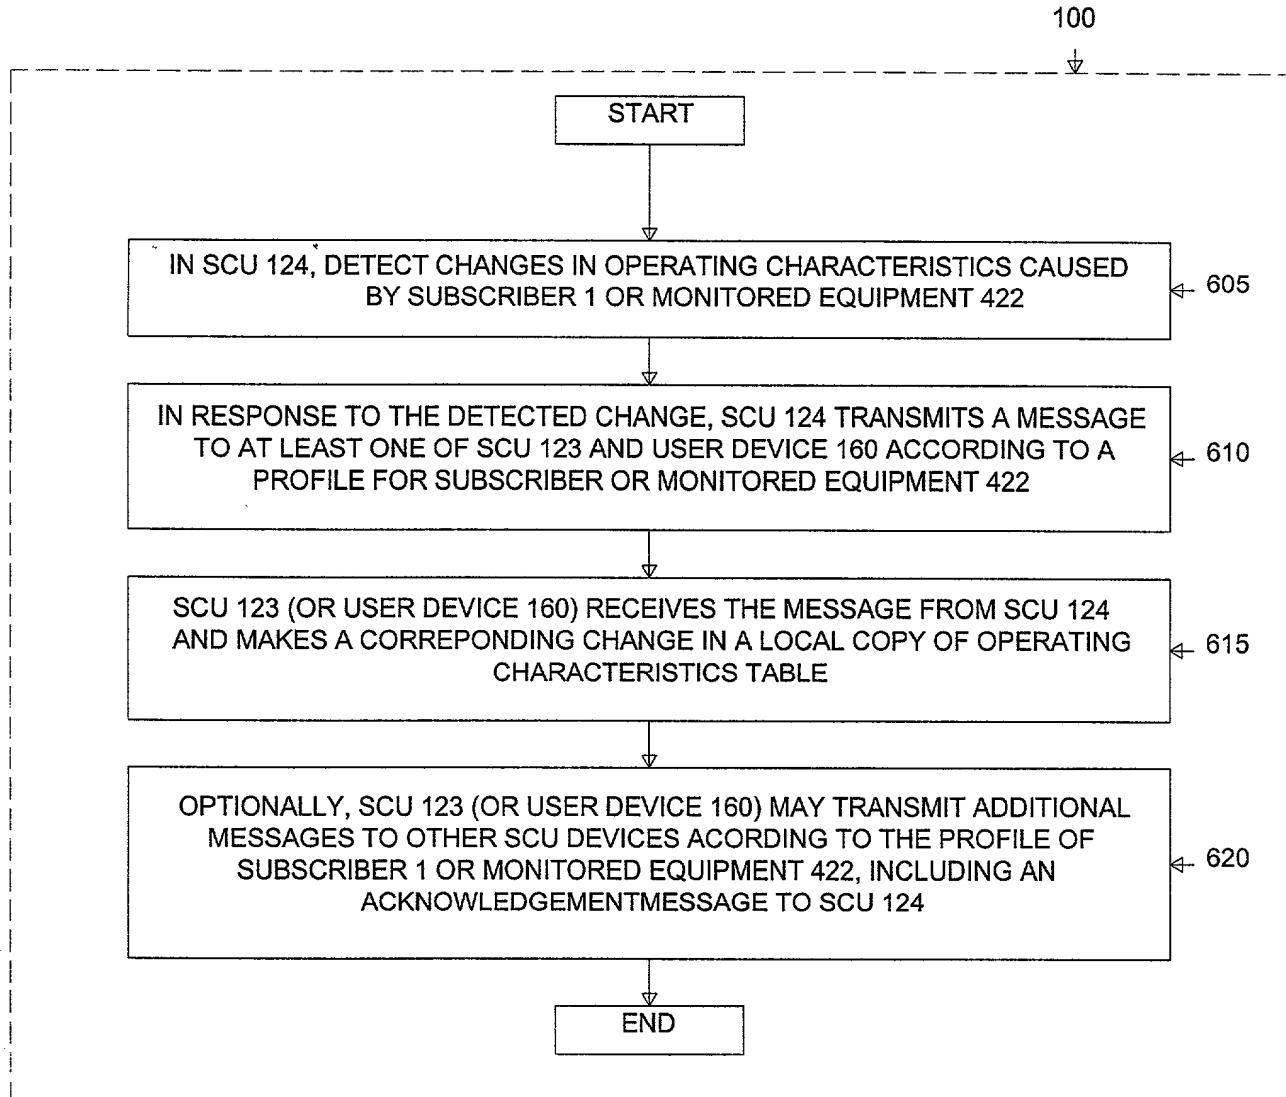 100
START
IN SCU 124, DETECT CHANGES IN OPERATING CHARACTERISTICS CAUSED
BY SUBSCRIBER 1 OR MONITORED EQUIPMENT 422
605
IN RESPONSE TO THE DETECTED CHANGE, SCU 124 TRANSMITS A MESSAGE
TO AT LEAST ONE OF SCU 123 AND USER DEVICE 160 ACCORDING TO A
PROFILE FOR SUBSCRIBER OR MONITORED EQUIPMENT 422
610
SCU 123 (OR USER DEVICE 160) RECEIVES THE MESSAGE FROM SCU 124
AND MAKES A CORREPONDING CHANGE IN A LOCAL COPY OF OPERATING
CHARACTERISTICS TABLE
615
OPTIONALLY, SCU 123 (OR USER DEVICE 160) MAY TRANSMIT ADDITIONAL
MESSAGES TO OTHER SCU DEVICES ACORDING TO THE PROFILE OF
SUBSCRIBER 1 OR MONITORED EQUIPMENT 422, INCLUDING AN
ACKNOWLEDGEMENTMESSAGE TO SCU 124
620
END